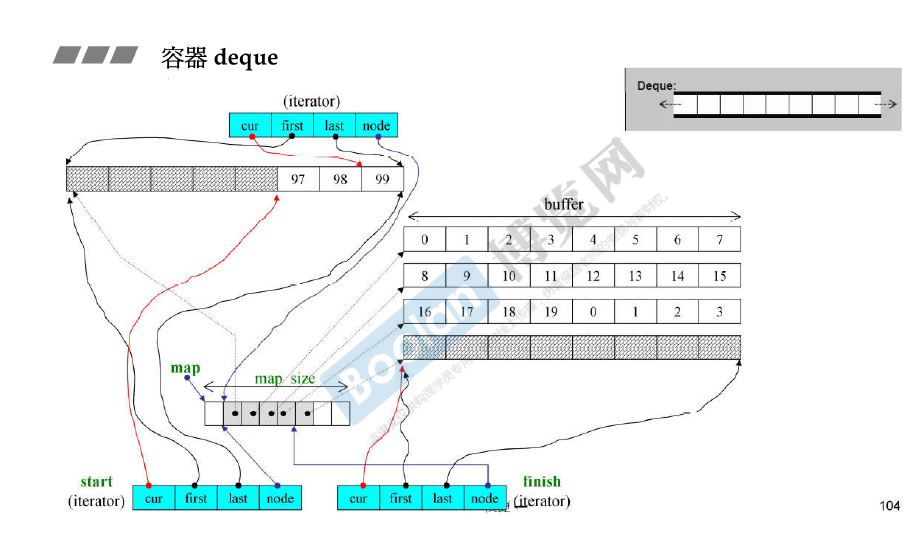 容器 deque
Deque:
(iterator)
cur first last node
97 98 99
buffer
0 1 2 3 4 5 6 7
8 9 10 11 12 13 14 15
16 17 18 19 0 1 2 3
map
map size
start
(iterator)
cur first last node
cur first last node
finish
(iterator)
Boolan
博览网
104